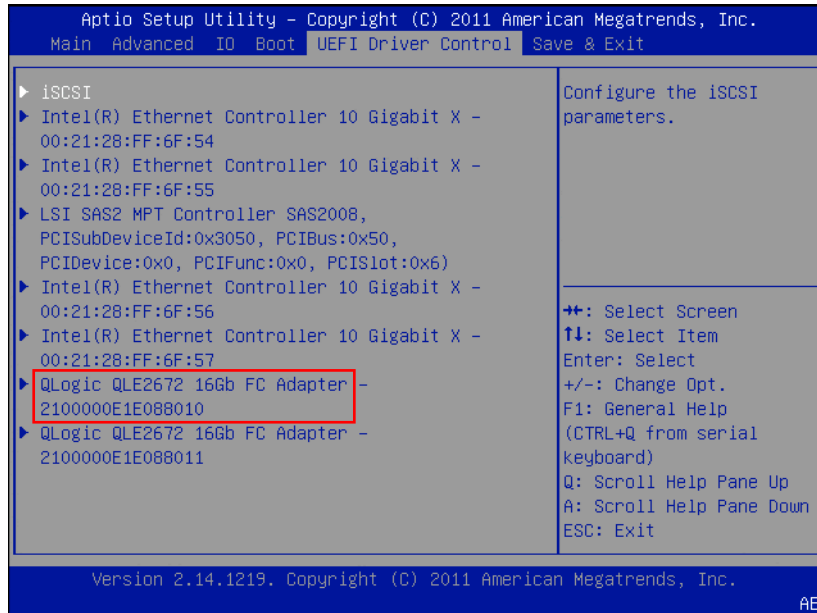 Aptio Setup Utility – Copyright (C) 2011 American Megatrends, Inc.
Main Advanced IO Boot UEFI Driver Control Save & Exit
▶ iSCSI
▶ Intel(R) Ethernet Controller 10 Gigabit X –
00:21:28:FF:6F:54
▶ Intel(R) Ethernet Controller 10 Gigabit X –
00:21:28:FF:6F:55
▶ LSI SAS2 MPT Controller SAS2008,
PCISubDeviceId:0x3050, PCIBus:0x50,
PCIDevice:0x0, PCIFunc:0x0, PCISlot:0x6)
▶ Intel(R) Ethernet Controller 10 Gigabit X –
00:21:28:FF:6F:56
▶ Intel(R) Ethernet Controller 10 Gigabit X –
00:21:28:FF:6F:57
▶ QLogic QLE2672 16Gb FC Adapter –
2100000E1E088010
▶ QLogic QLE2672 16Gb FC Adapter –
2100000E1E088011
Configure the iSCSI
parameters.
→←: Select Screen
↑↓: Select Item
Enter: Select
+/-: Change Opt.
F1: General Help
(CTRL+Q from serial
keyboard)
Q: Scroll Help Pane Up
A: Scroll Help Pane Down
ESC: Exit
Version 2.14.1219. Copyright (C) 2011 American Megatrends, Inc.
AB